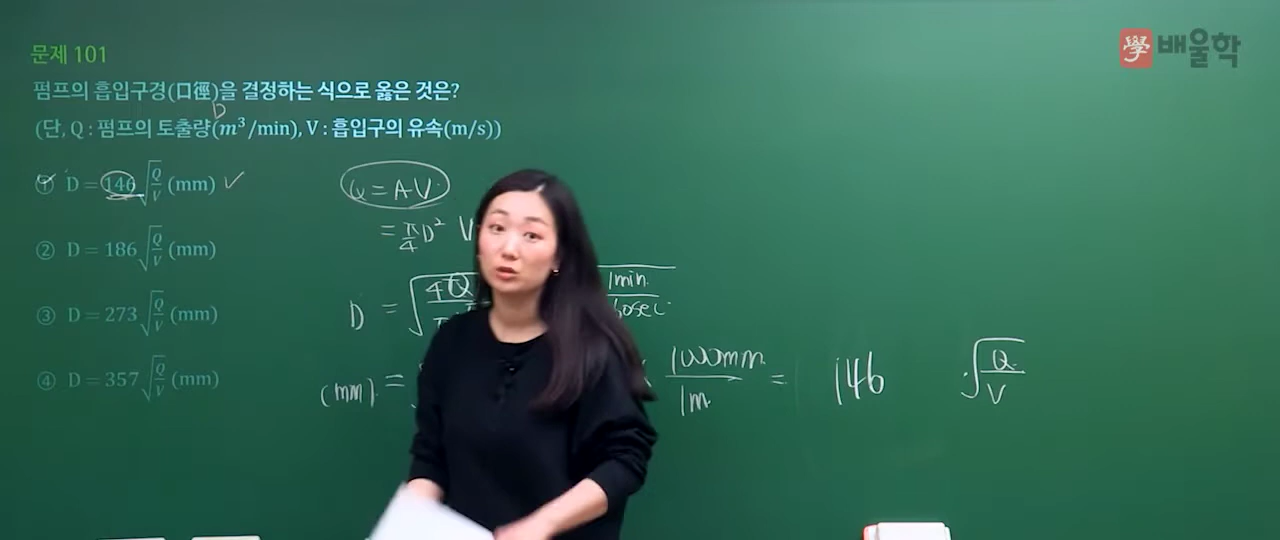 學 배울학
문제 101
펌프의 흡입구경(口徑)을 결정하는 식으로 옳은 것은?
D
(단, Q : 펌프의 토출량(m³/min), V : 흡입구의 유속(m/s))
① D = 146√(Q/V) (mm) ✓
② D = 186√(Q/V) (mm)
③ D = 273√(Q/V) (mm)
④ D = 357√(Q/V) (mm)
Q = AV
= π/4 D² V
D = √ 4Q 1min 60sec
(mm) = 1000mm/1m = 146 √(Q/V)